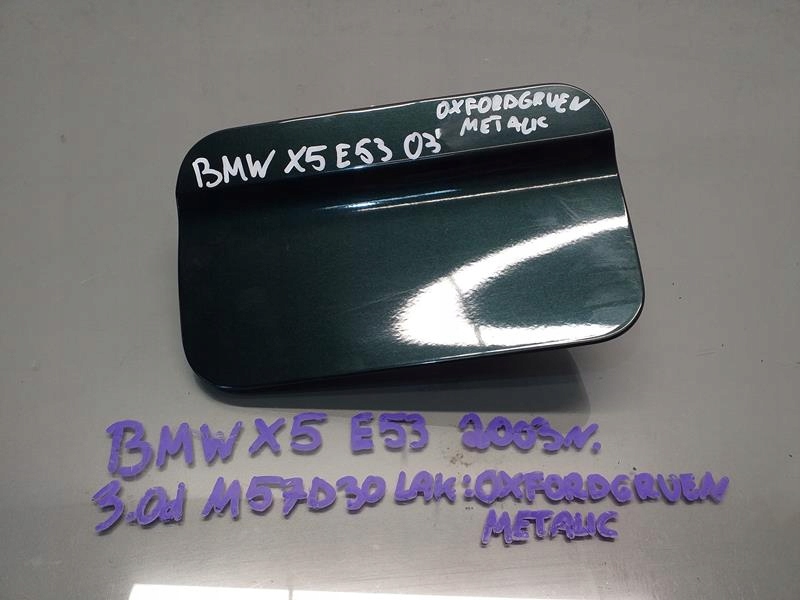 OXFORDGRUEN
METALIC
BMW X5 E53 03'
BMW X5 E53 2003r.
3.0d M57D30 LAK: OXFORDGRUEN
METALIC